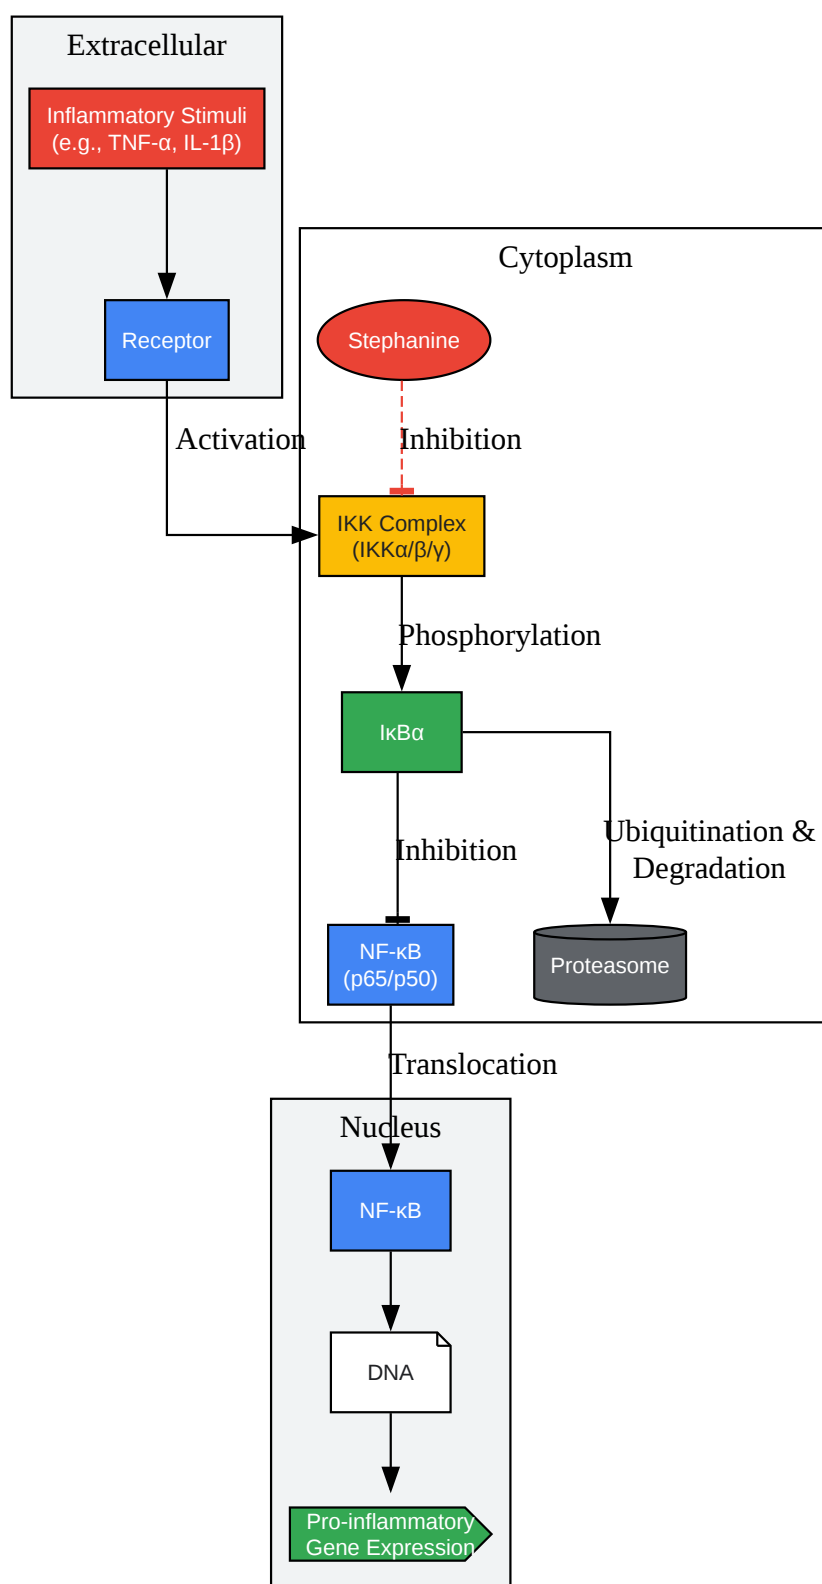 Extracellular
Inflammatory Stimuli
(e.g., TNF-α, IL-1β)
Receptor
Activation
Cytoplasm
Stephanine
Inhibition
IKK Complex
(IKKα/β/γ)
Phosphorylation
IκBα
Inhibition
Ubiquitination &
Degradation
NF-κB
(p65/p50)
Proteasome
Translocation
Nucleus
NF-κB
DNA
Pro-inflammatory
Gene Expression